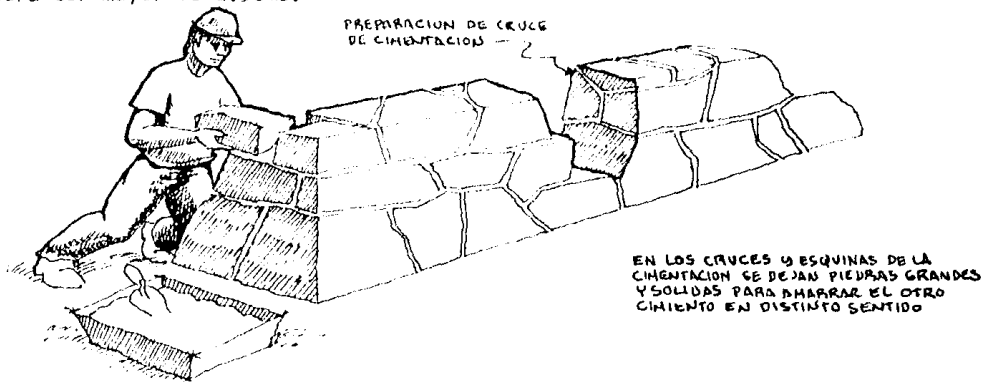 PREPARACION DE CRUCE
DE CIMENTACION
EN LOS CRUCES Y ESQUINAS DE LA
CIMENTACION SE DEJAN PIEDRAS GRANDES
Y SOLIDAS PARA AMARRAR EL OTRO
CIMIENTO EN DISTINTO SENTIDO